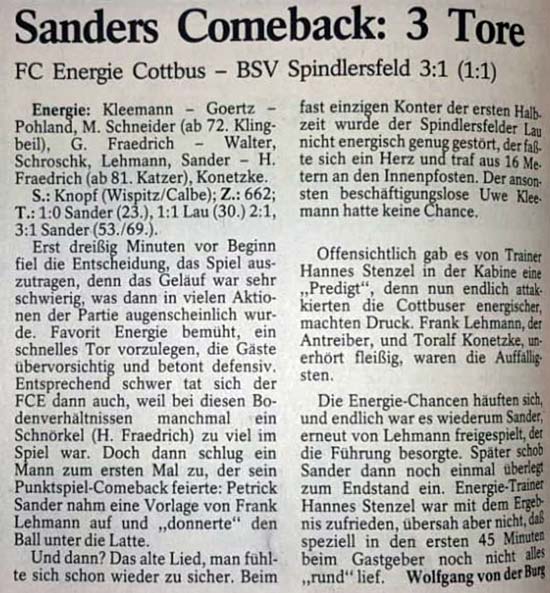 Sanders Comeback: 3 Tore
FC Energie Cottbus – BSV Spindlersfeld 3:1 (1:1)
Energie: Kleemann – Goertz –
Pohland, M. Schneider (ab 72. Kling-
beil), G. Fraedrich – Walter,
Schroschk, Lehmann, Sander – H.
Fraedrich (ab 81. Katzer), Konetzke.
S.: Knopf (Wispitz/Calbe); Z.: 662;
T.: 1:0 Sander (23.), 1:1 Lau (30.) 2:1,
3:1 Sander (53./69.).
Erst dreißig Minuten vor Beginn
fiel die Entscheidung, das Spiel aus-
zutragen, denn das Geläuf war sehr
schwierig, was dann in vielen Aktio-
nen der Partie augenscheinlich wur-
de. Favorit Energie bemüht, ein
schnelles Tor vorzulegen, die Gäste
übervorsichtig und betont defensiv.
Entsprechend schwer tat sich der
FCE dann auch, weil bei diesen Bo-
denverhältnissen manchmal ein
Schnörkel (H. Fraedrich) zu viel im
Spiel war. Doch dann schlug ein
Mann zum ersten Mal zu, der sein
Punktspiel-Comeback feierte: Petrick
Sander nahm eine Vorlage von Frank
Lehmann auf und „donnerte“ den
Ball unter die Latte.
Und dann? Das alte Lied, man fühl-
te sich schon wieder zu sicher. Beim
fast einzigen Konter der ersten Halb-
zeit wurde der Spindlersfelder Lau
nicht energisch genug gestört, der faß-
te sich ein Herz und traf aus 16 Me-
tern an den Innenpfosten. Der anson-
sten beschäftigungslose Uwe Klee-
mann hatte keine Chance.
Offensichtlich gab es von Trainer
Hannes Stenzel in der Kabine eine
„Predigt“, denn nun endlich attak-
kierten die Cottbuser energischer,
machten Druck. Frank Lehmann, der
Antreiber, und Toralf Konetzke, un-
erhört fleißig, waren die Auffällig-
sten.
Die Energie-Chancen häuften sich,
und endlich war es wiederum Sander,
erneut von Lehmann freigespielt, der
die Führung besorgte. Später schob
Sander dann noch einmal überlegt
zum Endstand ein. Energie-Trainer
Hannes Stenzel war mit dem Ergeb-
nis zufrieden, übersah aber nicht, daß
speziell in den ersten 45 Minuten
beim Gastgeber noch nicht alles
„rund“ lief. Wolfgang von der Burg